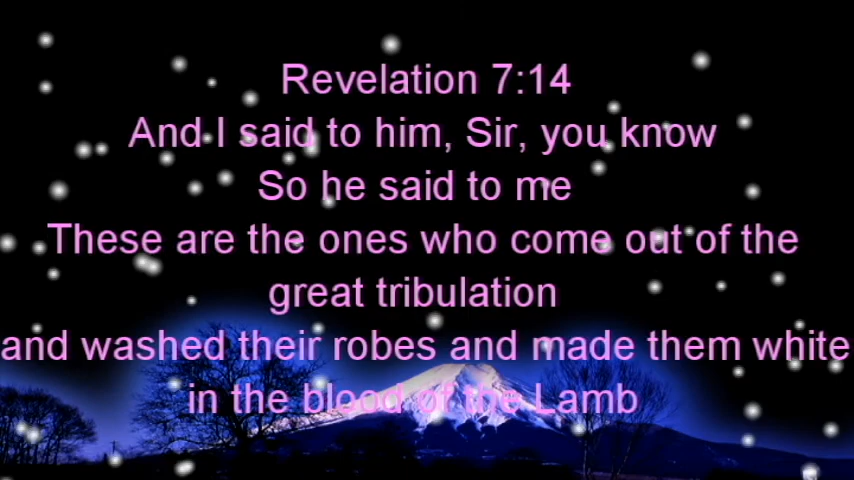 Revelation 7:14
And I said to him, Sir, you know
So he said to me
These are the ones who come out of the
great tribulation
and washed their robes and made them white
in the blood of the Lamb